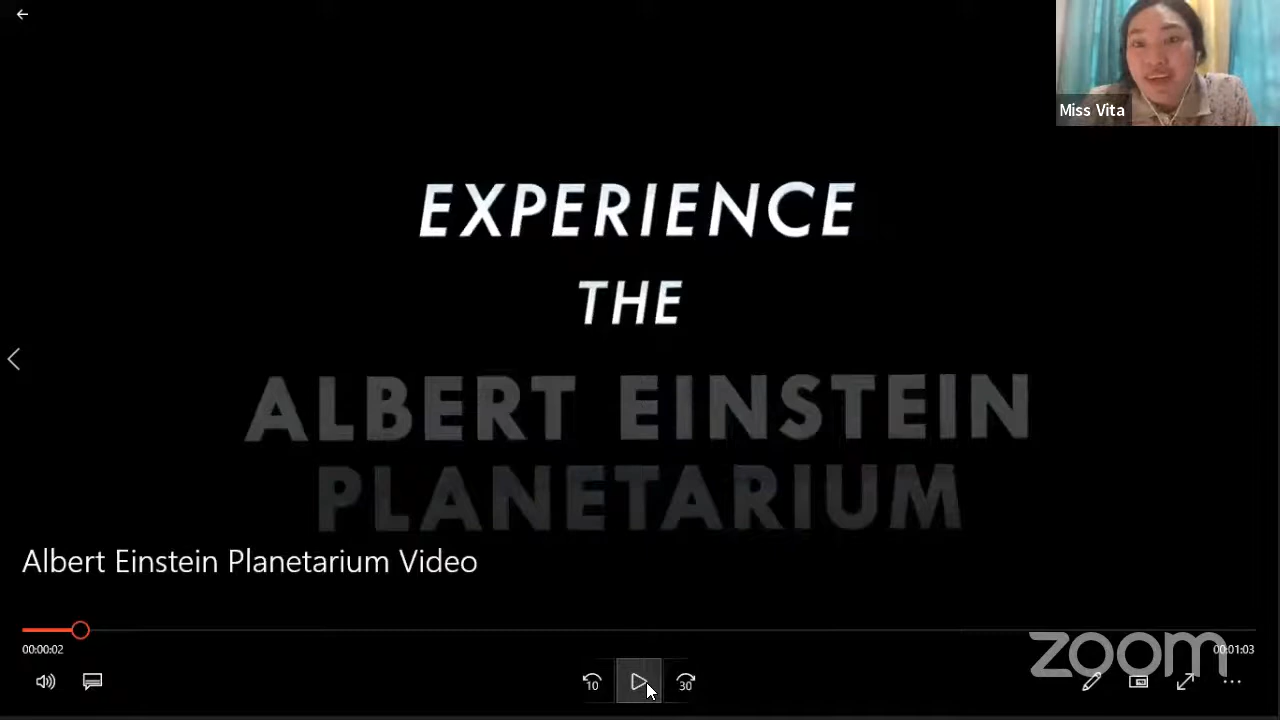 Miss Vita
EXPERIENCE
THE
ALBERT EINSTEIN
PLANETARIUM
Albert Einstein Planetarium Video
00:00:02
00:01:03
zoom
10
30